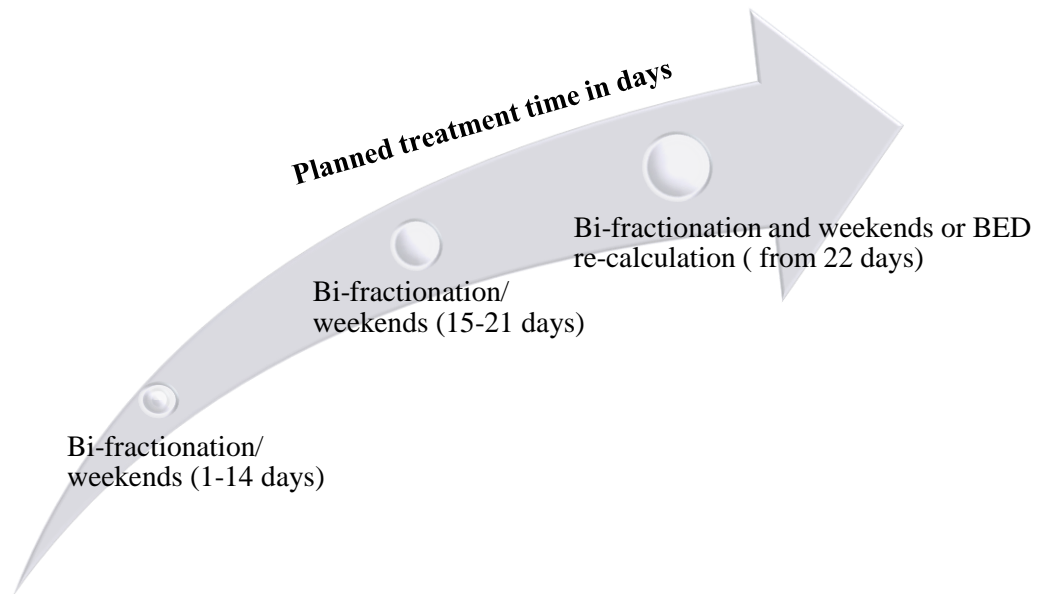 Planned treatment time in days
Bi-fractionation and weekends or BED
re-calculation ( from 22 days)
Bi-fractionation/
weekends (15-21 days)
Bi-fractionation/
weekends (1-14 days)